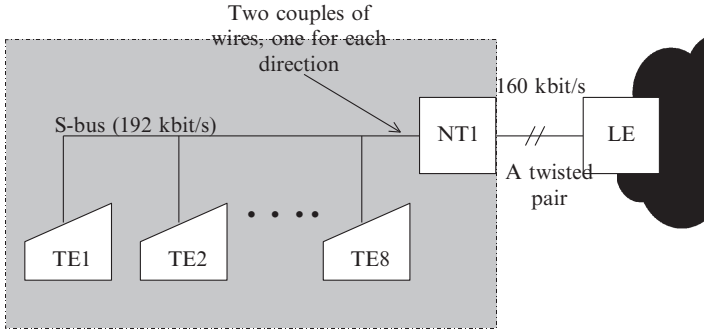 Two couples of
wires, one for each
direction
160 kbit/s
S-bus (192 kbit/s)
NT1
LE
A twisted
pair
TE1
TE2
TE8